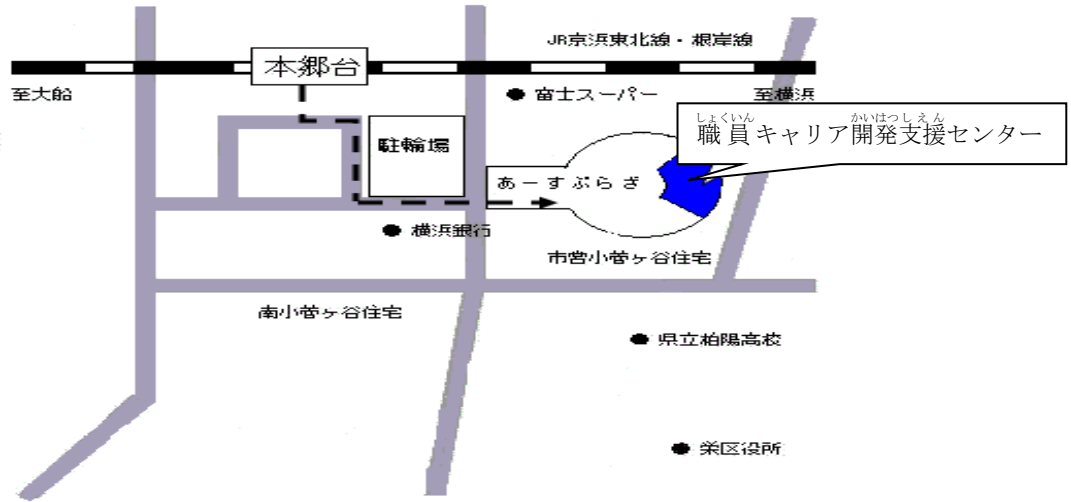 JR京浜東北線・根岸線
本郷台
至大船
富士スーパー
至横浜
しょくいん かいはつしえん
職員キャリア開発支援センター
駐輪場
あーすぷらざ
横浜銀行
市営小菅ヶ谷住宅
南小菅ヶ谷住宅
県立柏陽高校
栄区役所